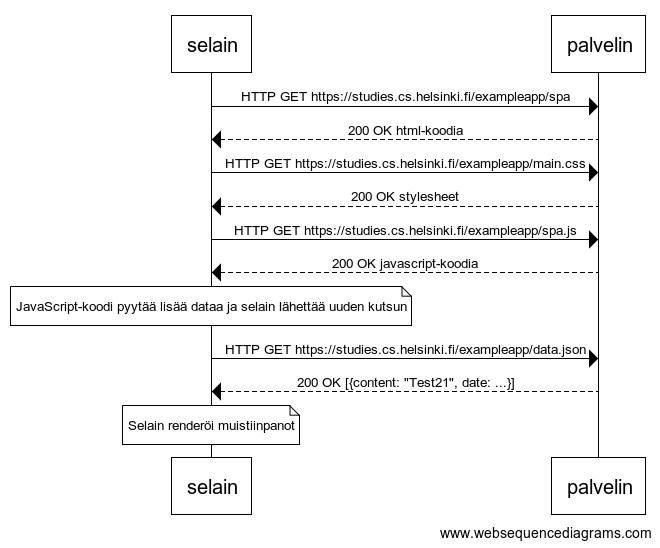 selain
palvelin
HTTP GET https://studies.cs.helsinki.fi/exampleapp/spa
200 OK html-koodia
HTTP GET https://studies.cs.helsinki.fi/exampleapp/main.css
200 OK stylesheet
HTTP GET https://studies.cs.helsinki.fi/exampleapp/spa.js
200 OK javascript-koodia
JavaScript-koodi pyytää lisää dataa ja selain lähettää uuden kutsun
HTTP GET https://studies.cs.helsinki.fi/exampleapp/data.json
200 OK [{content: "Test21", date: ...}]
Selain renderöi muistiinpanot
selain
palvelin
www.websequencediagrams.com